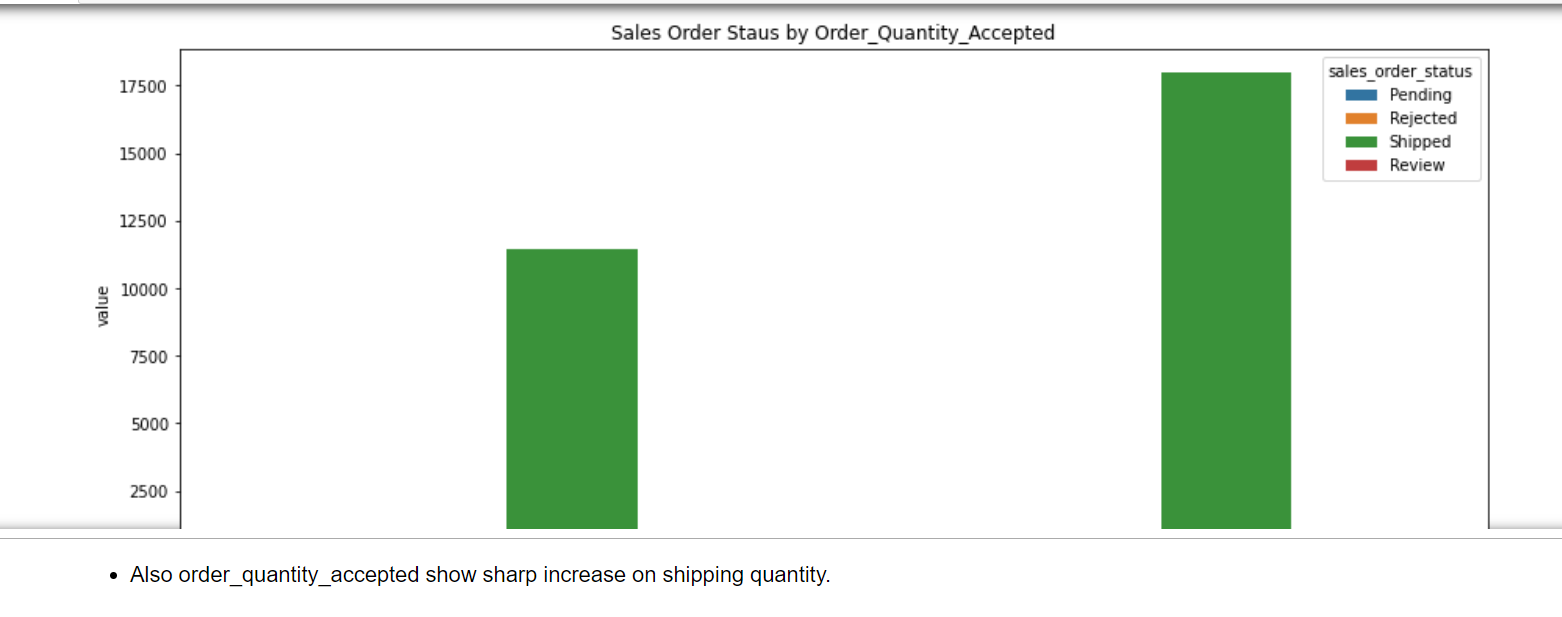 Sales Order Staus by Order_Quantity_Accepted
sales_order_status
Pending
Rejected
Shipped
Review
17500
15000
12500
10000
7500
5000
2500
value
• Also order_quantity_accepted show sharp increase on shipping quantity.